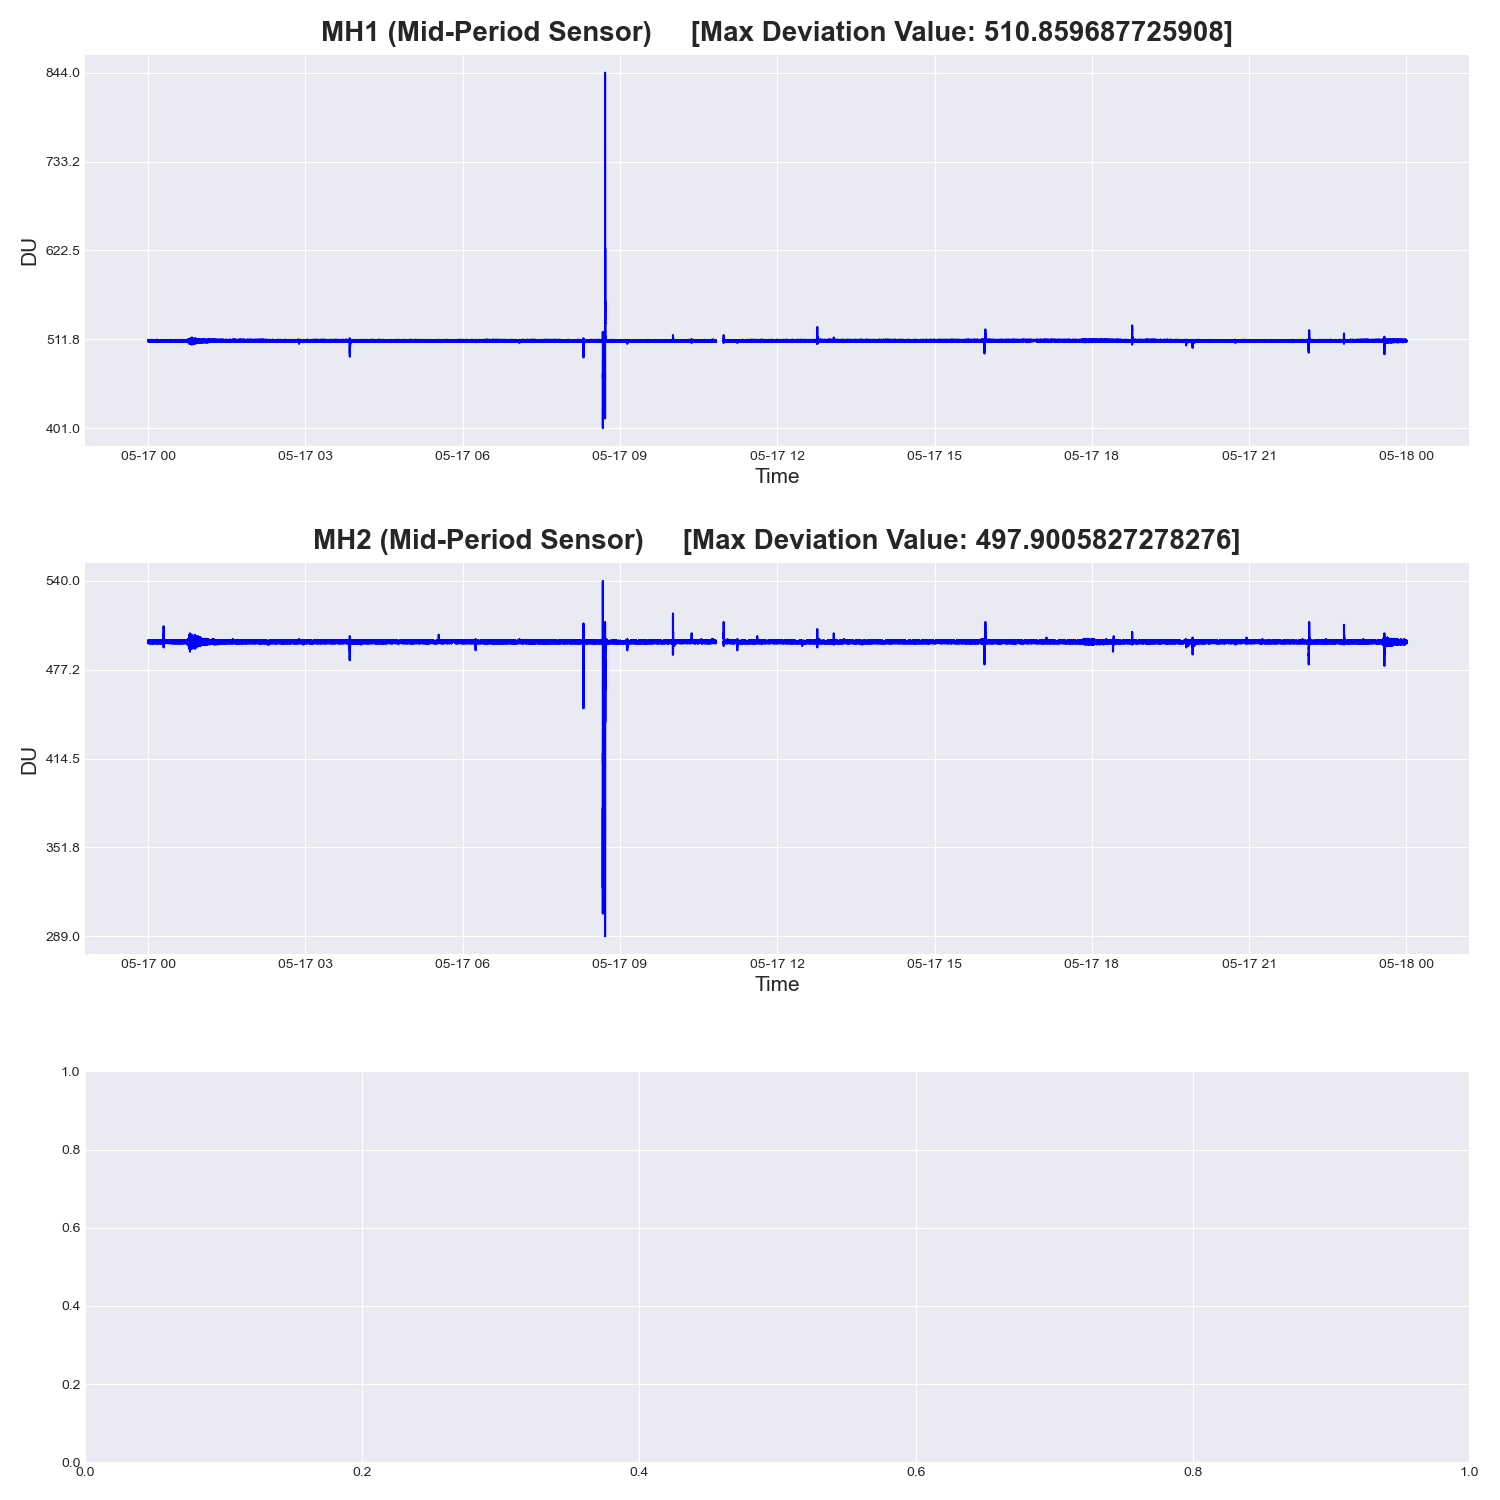 MH1 (Mid-Period Sensor) [Max Deviation Value: 510.859687725908]
844.0
733.2
622.5
511.8
401.0
DU
05-17 00 05-17 03 05-17 06 05-17 09 05-17 12 05-17 15 05-17 18 05-17 21 05-18 00
Time
MH2 (Mid-Period Sensor) [Max Deviation Value: 497.9005827278276]
540.0
477.2
414.5
351.8
289.0
DU
05-17 00 05-17 03 05-17 06 05-17 09 05-17 12 05-17 15 05-17 18 05-17 21 05-18 00
Time
1.0
0.8
0.6
0.4
0.2
0.0
0.0 0.2 0.4 0.6 0.8 1.0